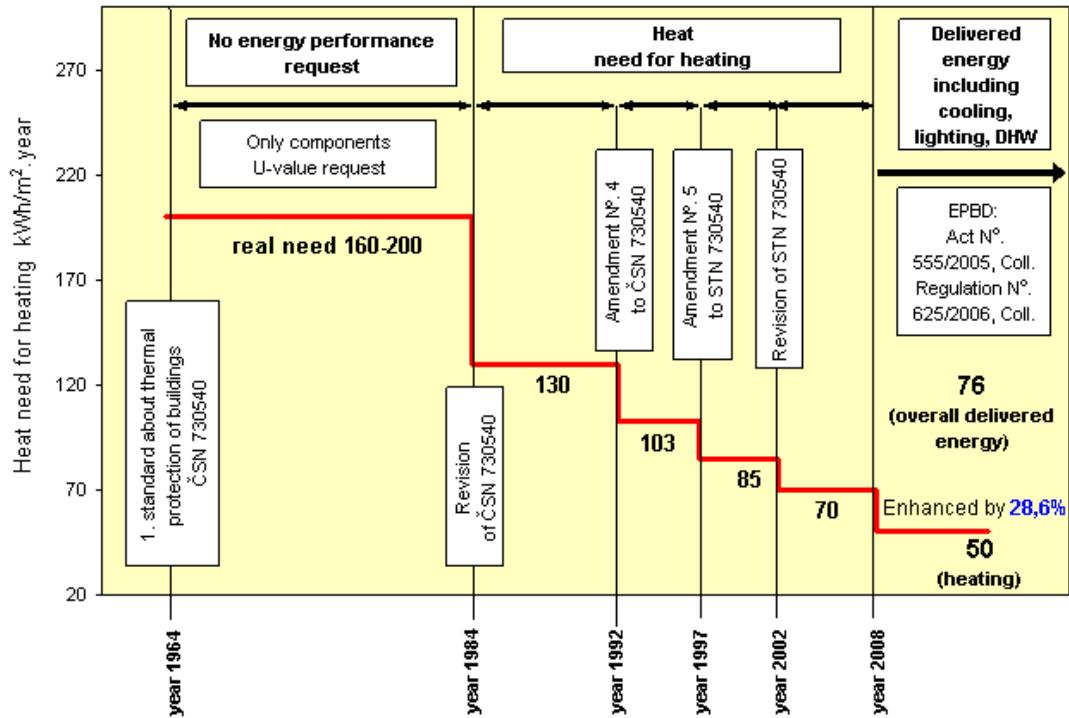 No energy performance
request
Heat
need for heating
Delivered
energy
including
cooling,
lighting, DHW
Only components
U-value request
EPBD:
Act Nº.
555/2005, Coll.
Regulation Nº.
625/2006, Coll.
Heat need for heating kWh/m².year
270
220
170
120
70
20
real need 160-200
1. standard about thermal
protection of buildings
ČSN 730540
Revision
of ČSN 730540
Amendment Nº. 4
to ČSN 730540
Amendment Nº. 5
to STN 730540
Revision of STN 730540
130
103
85
70
76
(overall delivered
energy)
Enhanced by 28,6%
50
(heating)
year 1964
year 1984
year 1992
year 1997
year 2002
year 2008